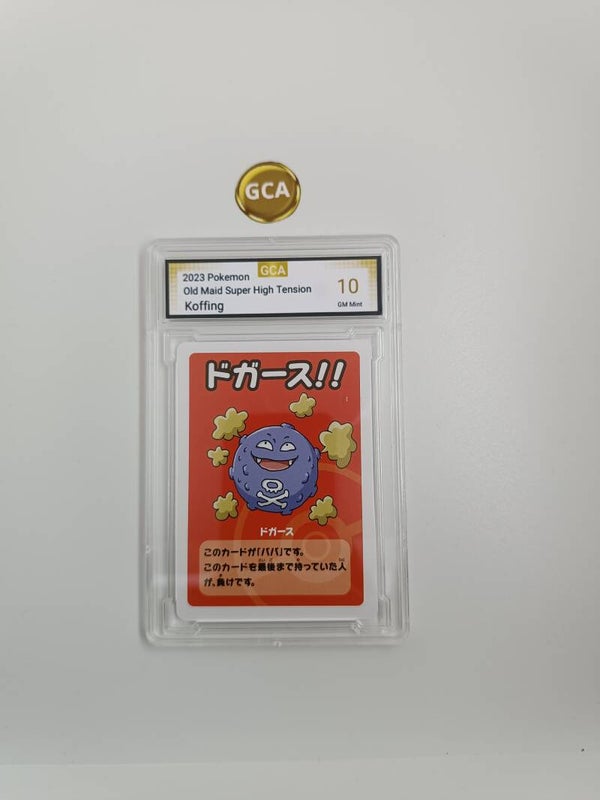 GCA
2023 Pokemon GCA
Old Maid Super High Tension
Koffing
10
GM Mint
ドガース!!
ドガース
このカードが「ババ」です。
このカードを最後まで持っていた人
が、負けです。